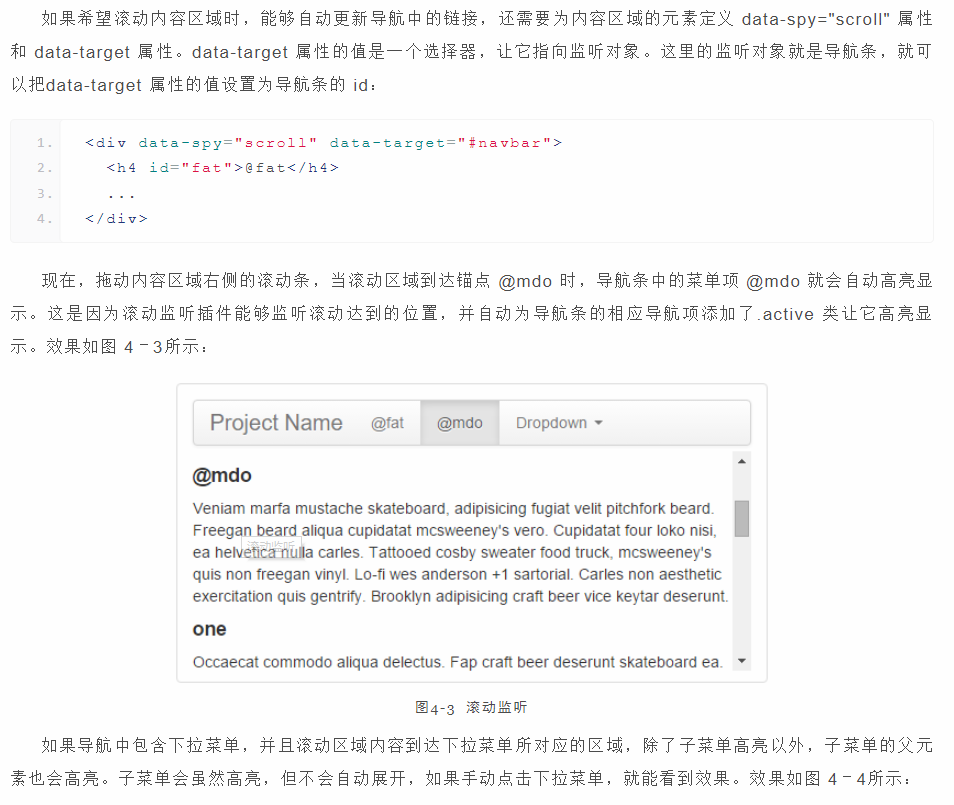 如果希望滚动内容区域时，能够自动更新导航中的链接，还需要为内容区域的元素定义 data-spy="scroll" 属性
和 data-target 属性。data-target 属性的值是一个选择器，让它指向监听对象。这里的监听对象就是导航条，就可
以把data-target 属性的值设置为导航条的 id：
1. <div data-spy="scroll" data-target="#navbar">
2. <h4 id="fat">@fat</h4>
3. ...
4. </div>
现在，拖动内容区域右侧的滚动条，当滚动区域到达锚点 @mdo 时，导航条中的菜单项 @mdo 就会自动高亮显
示。这是因为滚动监听插件能够监听滚动达到的位置，并自动为导航条的相应导航项添加了.active 类让它高亮显
示。效果如图 4－3所示：
Project Name @fat @mdo Dropdown
@mdo
Veniam marfa mustache skateboard, adipisicing fugiat velit pitchfork beard.
Freegan beard aliqua cupidatat mcsweeney's vero. Cupidatat four loko nisi,
ea helvetica nulla carles. Tattooed cosby sweater food truck, mcsweeney's
滚动监听
quis non freegan vinyl. Lo-fi wes anderson +1 sartorial. Carles non aesthetic
exercitation quis gentrify. Brooklyn adipisicing craft beer vice keytar deserunt.
one
Occaecat commodo aliqua delectus. Fap craft beer deserunt skateboard ea.
图4-3 滚动监听
如果导航中包含下拉菜单，并且滚动区域内容到达下拉菜单所对应的区域，除了子菜单高亮以外，子菜单的父元
素也会高亮。子菜单会虽然高亮，但不会自动展开，如果手动点击下拉菜单，就能看到效果。效果如图 4－4所示：